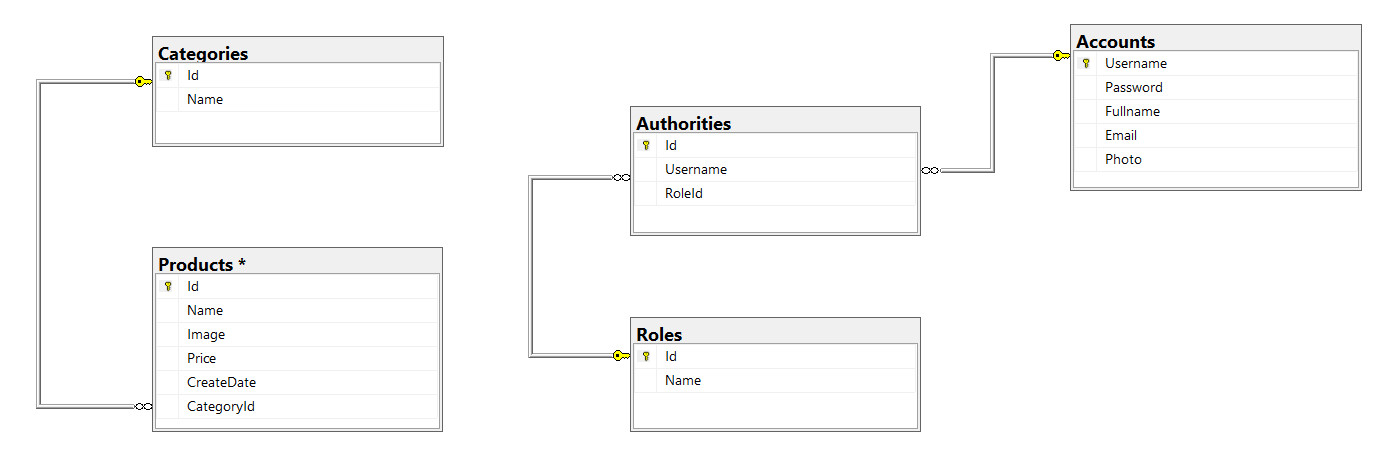 Categories
Id
Name
Products *
Id
Name
Image
Price
CreateDate
CategoryId
Authorities
Id
Username
RoleId
Roles
Id
Name
Accounts
Username
Password
Fullname
Email
Photo